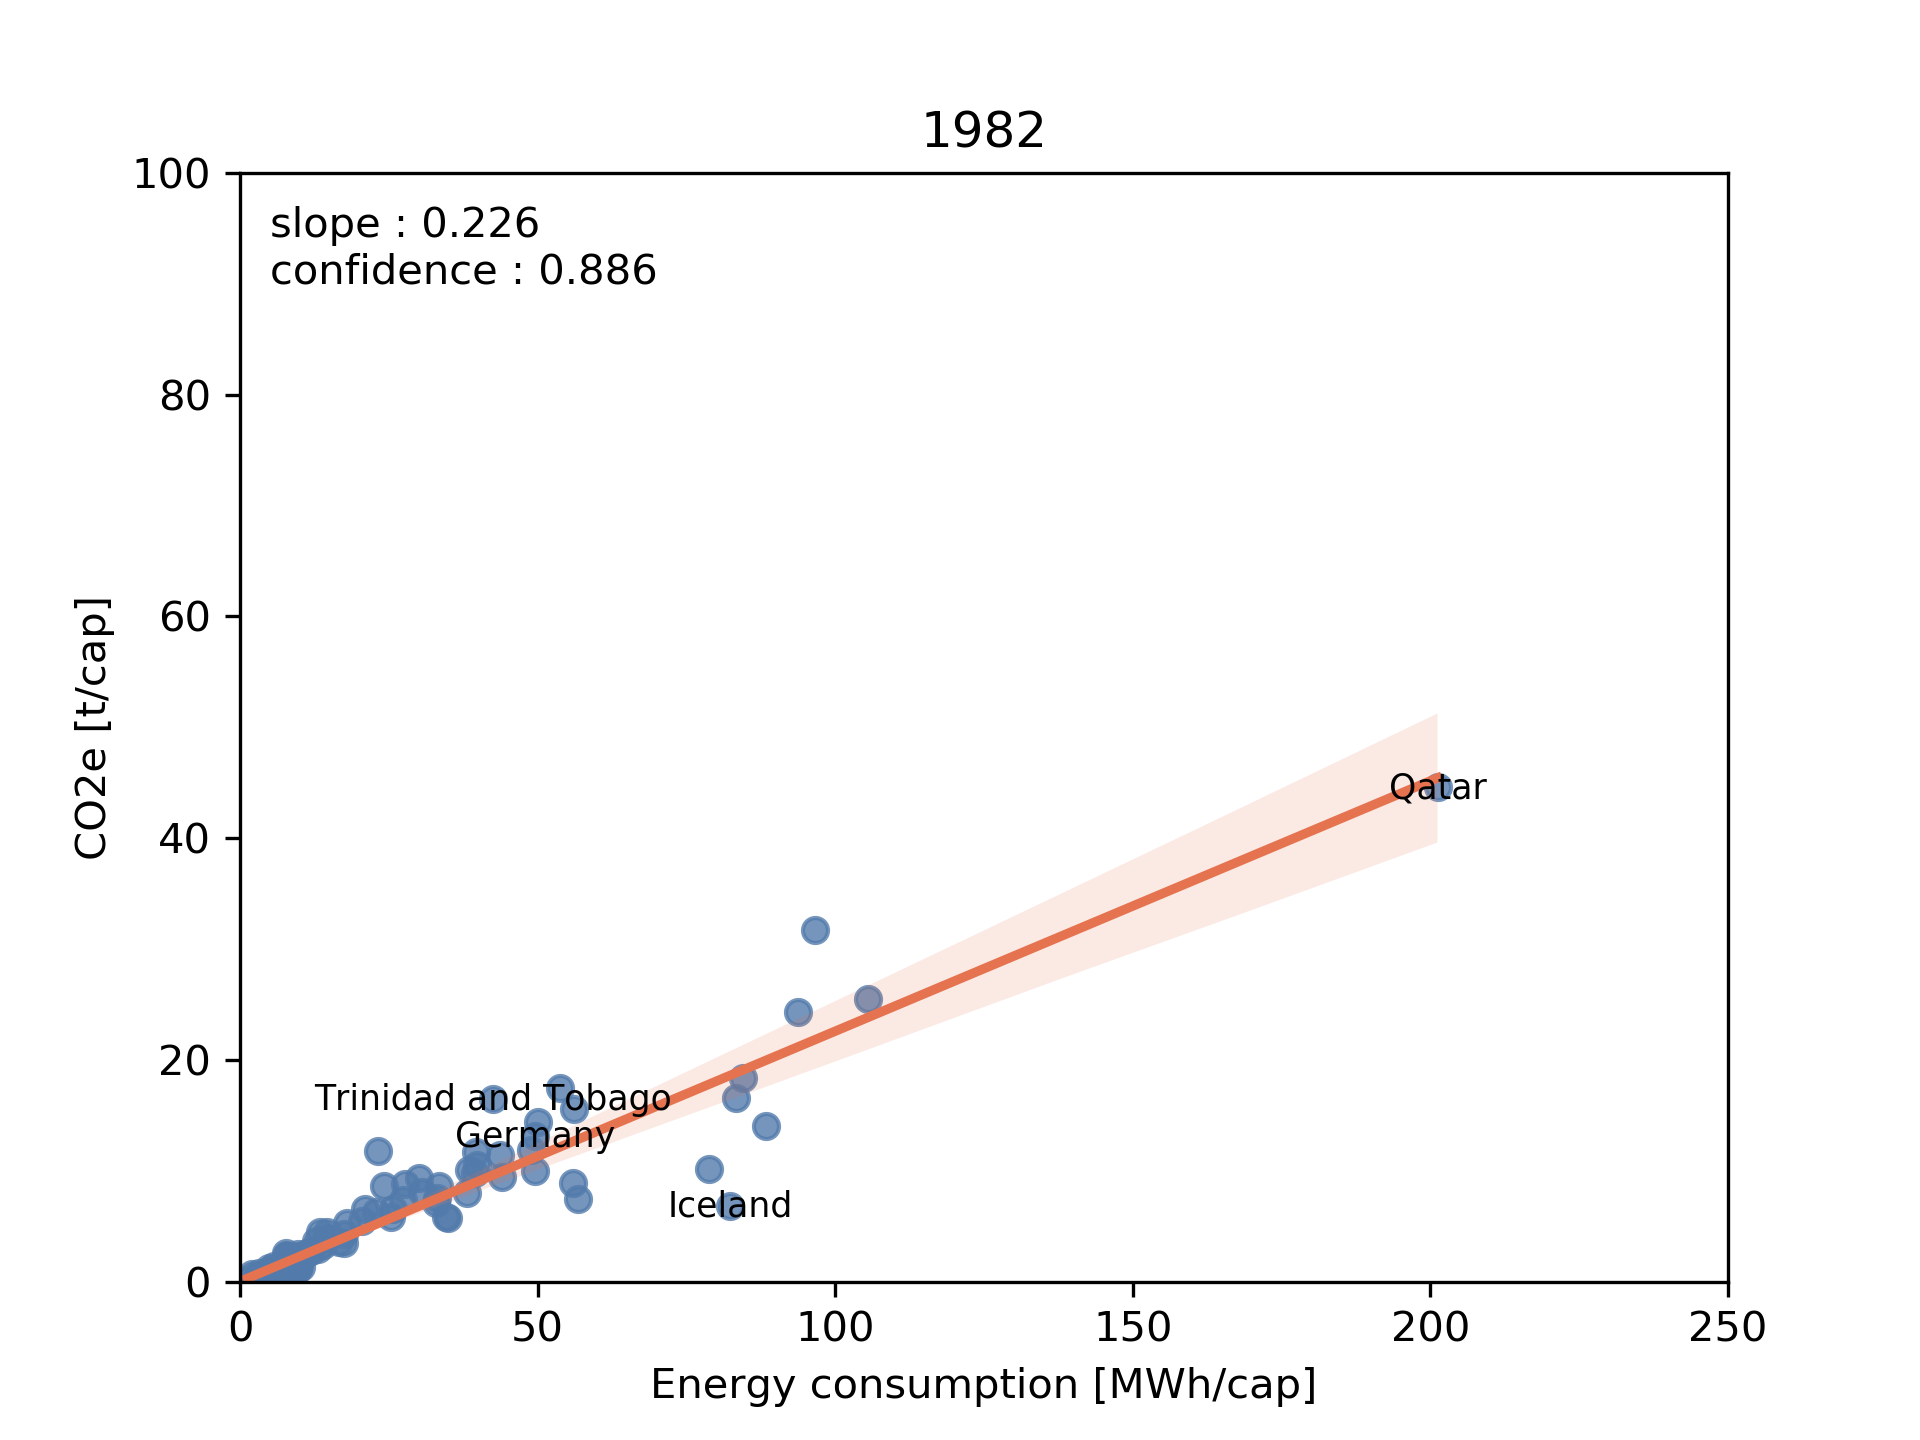 1982
slope : 0.226
confidence : 0.886
100
80
60
40
20
0
CO2e [t/cap]
Qatar
Trinidad and Tobago
Germany
Iceland
0 50 100 150 200 250
Energy consumption [MWh/cap]